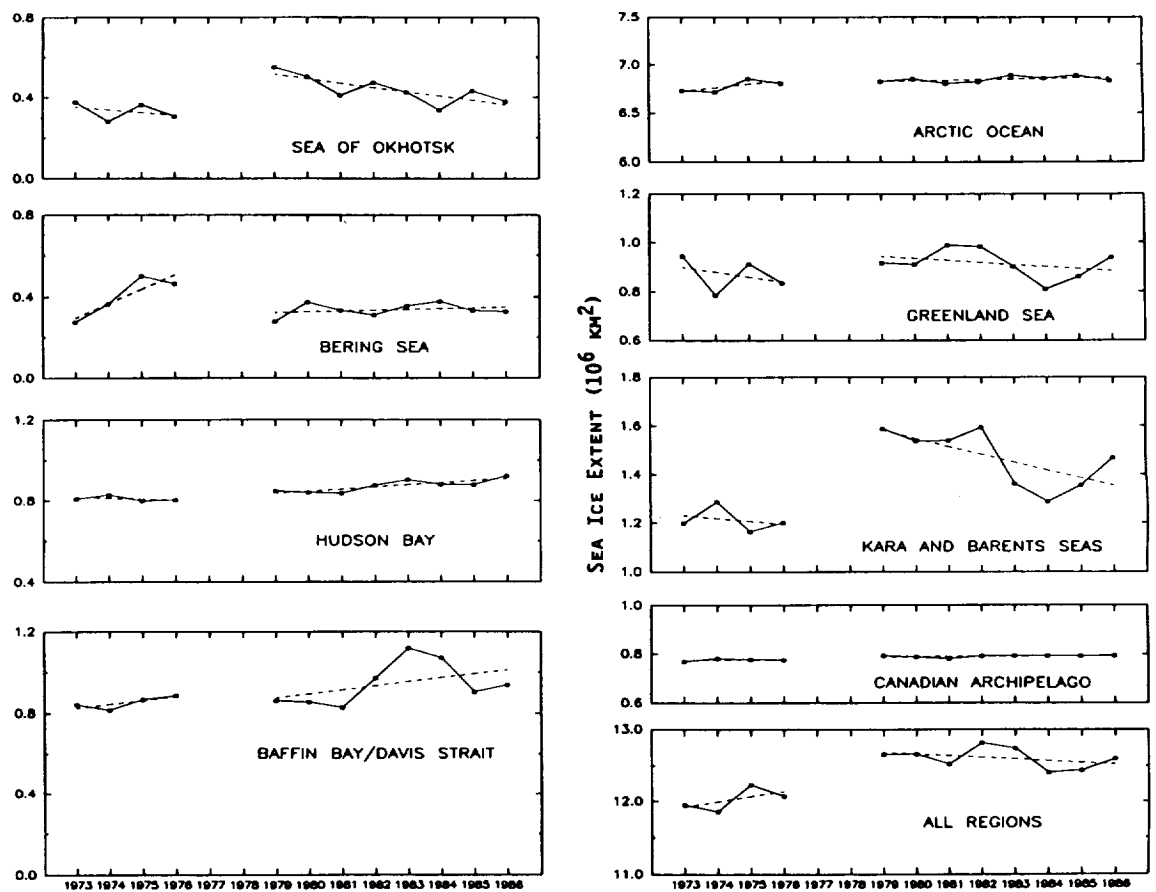 0.8
0.4
0.0
SEA OF OKHOTSK
0.8
0.4
0.0
BERING SEA
1.2
0.8
0.4
HUDSON BAY
1.2
0.8
0.4
0.0
BAFFIN BAY/DAVIS STRAIT
1973 1974 1975 1976 1977 1978 1979 1980 1981 1982 1983 1984 1985 1986
SEA ICE EXTENT (10⁶ KM²)
7.5
7.0
6.5
6.0
ARCTIC OCEAN
1.2
1.0
0.8
0.6
GREENLAND SEA
1.8
1.6
1.4
1.2
1.0
KARA AND BARENTS SEAS
1.0
0.8
0.6
CANADIAN ARCHIPELAGO
13.0
12.0
11.0
ALL REGIONS
1973 1974 1975 1976 1977 1978 1979 1980 1981 1982 1983 1984 1985 1986